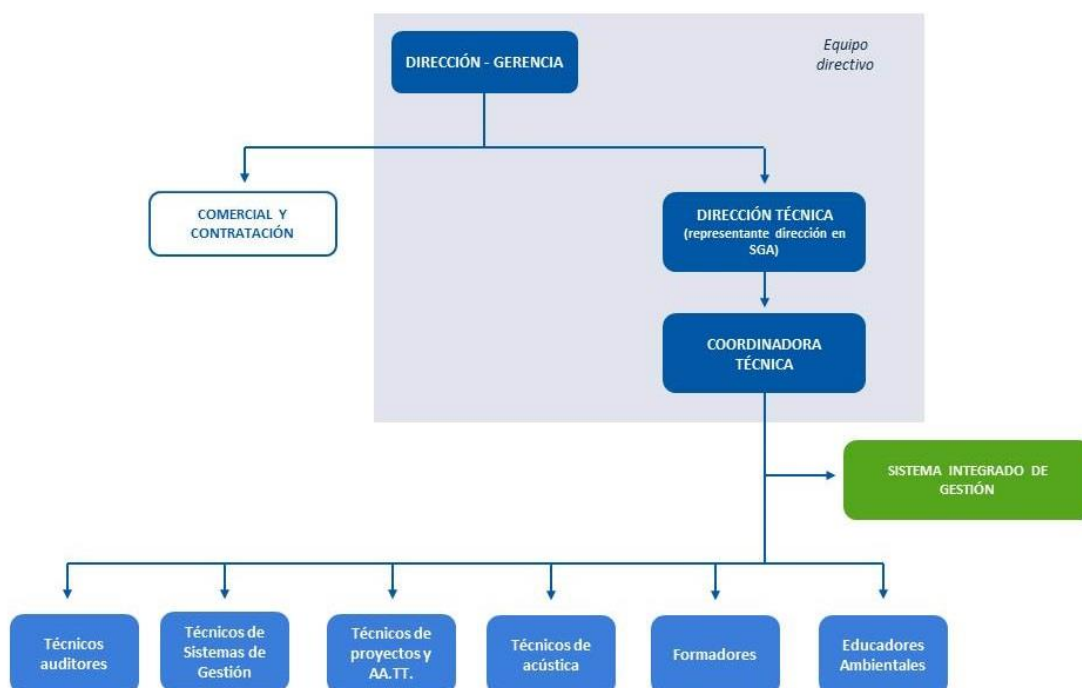 DIRECCIÓN - GERENCIA
Equipo
directivo
COMERCIAL Y
CONTRATACIÓN
DIRECCIÓN TÉCNICA
(representante dirección en
SGA)
COORDINADORA
TÉCNICA
SISTEMA INTEGRADO DE
GESTIÓN
Técnicos
auditores
Técnicos de
Sistemas de
Gestión
Técnicos de
proyectos y
AA.TT.
Técnicos de
acústica
Formadores
Educadores
Ambientales